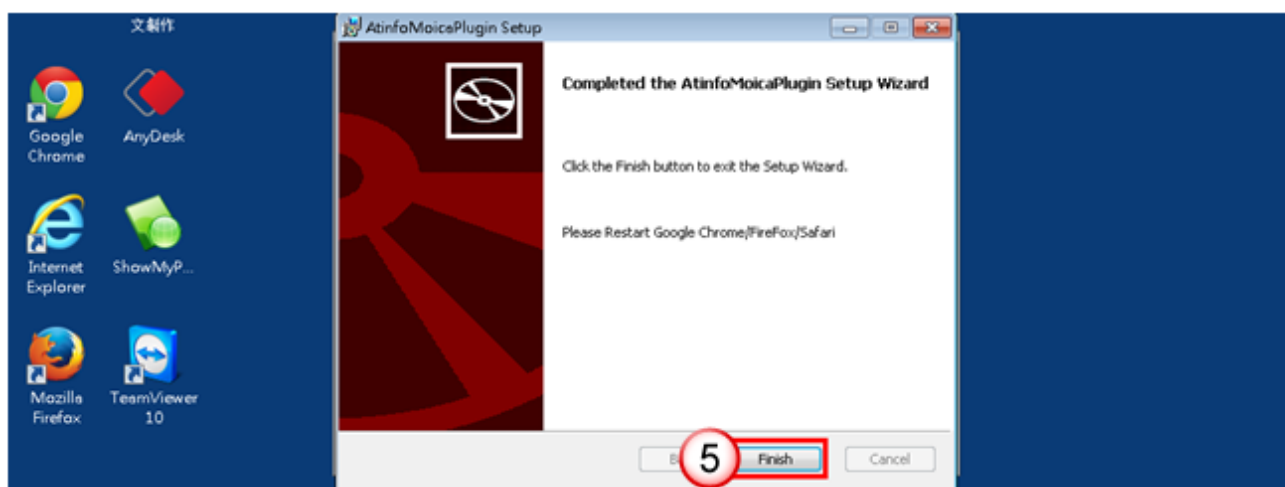 文創作
Google
Chrome
AnyDesk
Internet
Explorer
ShowMyP...
Mozilla
Firefox
TeamViewer
10
AtinfoMoicaPlugin Setup
Completed the AtinfoMoicaPlugin Setup Wizard
Click the Finish button to exit the Setup Wizard.
Please Restart Google Chrome/FireFox/Safari
5
Finish
Cancel